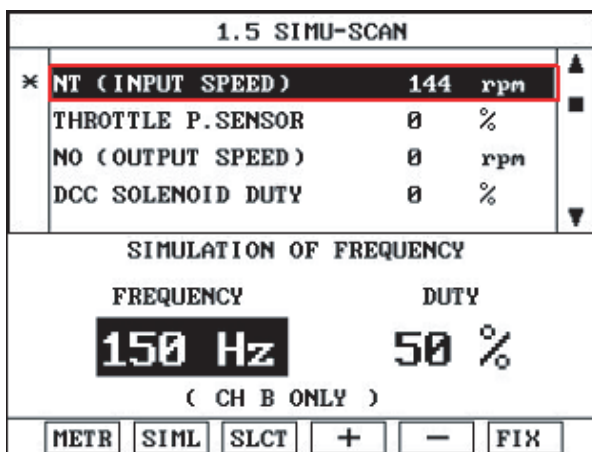 1.5 SIMU-SCAN
* NT (INPUT SPEED) 144 rpm
THROTTLE P.SENSOR 0 %
NO (OUTPUT SPEED) 0 rpm
DCC SOLENOID DUTY 0 %
SIMULATION OF FREQUENCY
FREQUENCY DUTY
150 Hz 50 %
( CH B ONLY )
METR SIML SLCT + - FIX